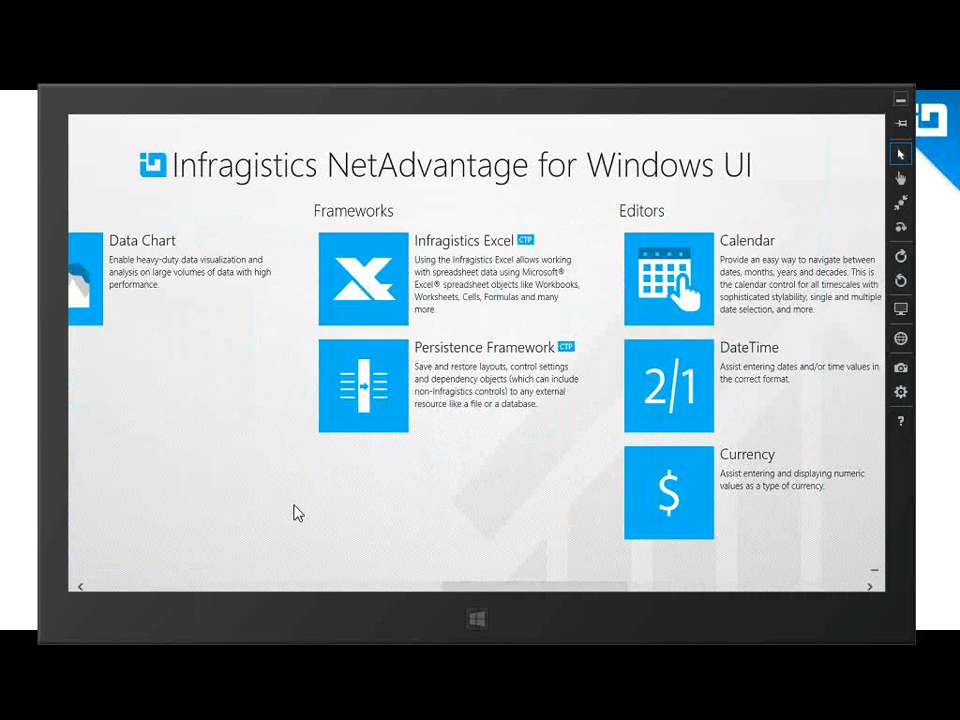 Infragistics NetAdvantage for Windows UI
Data Chart
Enable heavy-duty data visualization and
analysis on large volumes of data with high
performance.
Frameworks
Infragistics Excel CTP
Using the Infragistics Excel allows working
with spreadsheet data using Microsoft®
Excel® spreadsheet objects like Workbooks,
Worksheets, Cells, Formulas and many
more.
Persistence Framework CTP
Save and restore layouts, control settings
and dependency objects (which can include
non-Infragistics controls) to any external
resource like a file or a database.
Editors
Calendar
Provide an easy way to navigate between
dates, months, years and decades. This is
the calendar control for all timescales with
sophisticated stylability, single and multiple
date selection, and more.
2/1
DateTime
Assist entering dates and/or time values in
the correct format.
$
Currency
Assist entering and displaying numeric
values as a type of currency.
?